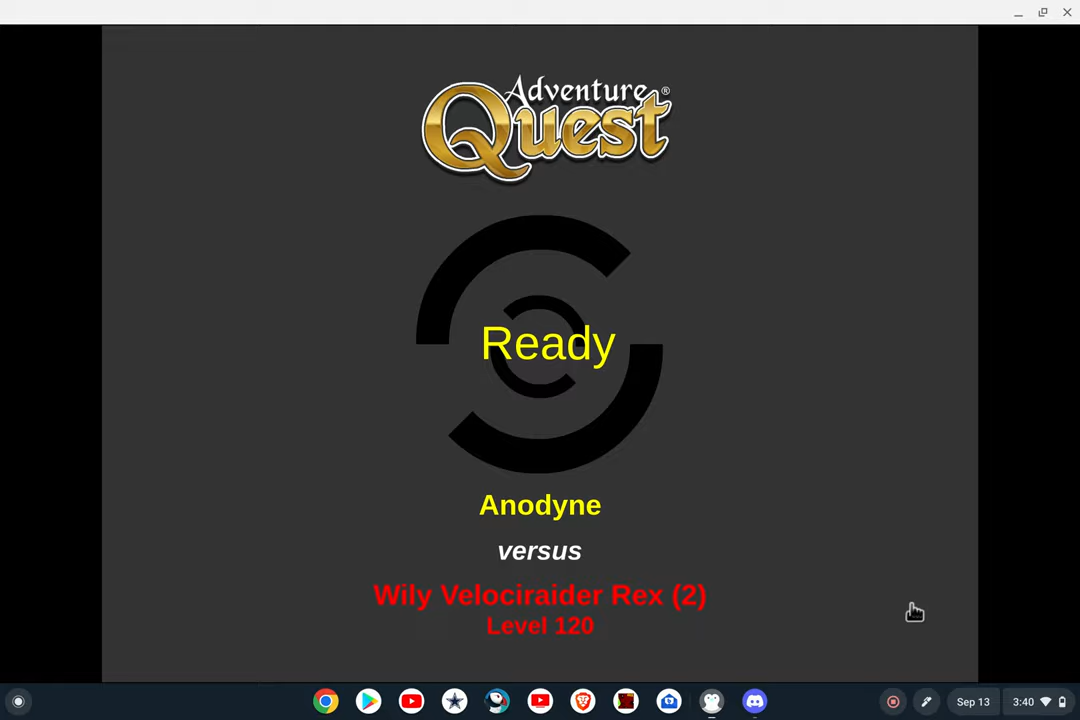 Adventure
Quest®
Ready
Anodyne
versus
Wily Velociraider Rex (2)
Level 120
Sep 13
3:40